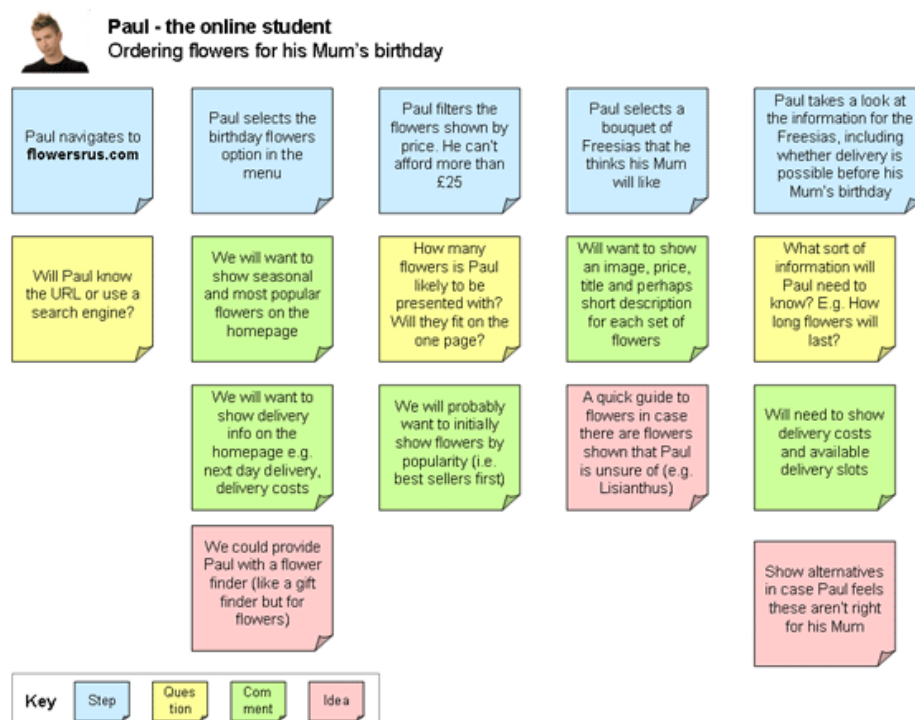 Paul - the online student
Ordering flowers for his Mum's birthday
Paul navigates to
flowersrus.com
Paul selects the
birthday flowers
option in the
menu
Paul filters the
flowers shown by
price. He can't
afford more than
£25
Paul selects a
bouquet of
Freesias that he
thinks his Mum
will like
Paul takes a look at
the information for the
Freesias, including
whether delivery is
possible before his
Mum's birthday
Will Paul know
the URL or use a
search engine?
We will want to
show seasonal
and most popular
flowers on the
homepage
How many
flowers is Paul
likely to be
presented with?
Will they fit on the
one page?
Will want to show
an image, price,
title and perhaps
short description
for each set of
flowers
What sort of
information will
Paul need to
know? E.g. How
long flowers will
last?
We will want to
show delivery
info on the
homepage e.g.
next day delivery,
delivery costs
We will probably
want to initially
show flowers by
popularity (i.e.
best sellers first)
A quick guide to
flowers in case
there are flowers
shown that Paul
is unsure of (e.g.
Lisianthus)
Will need to show
delivery costs
and available
delivery slots
We could provide
Paul with a flower
finder (like a gift
finder but for
flowers)
Show alternatives
in case Paul feels
these aren't right
for his Mum
Key
Step
Ques
tion
Com
ment
Idea